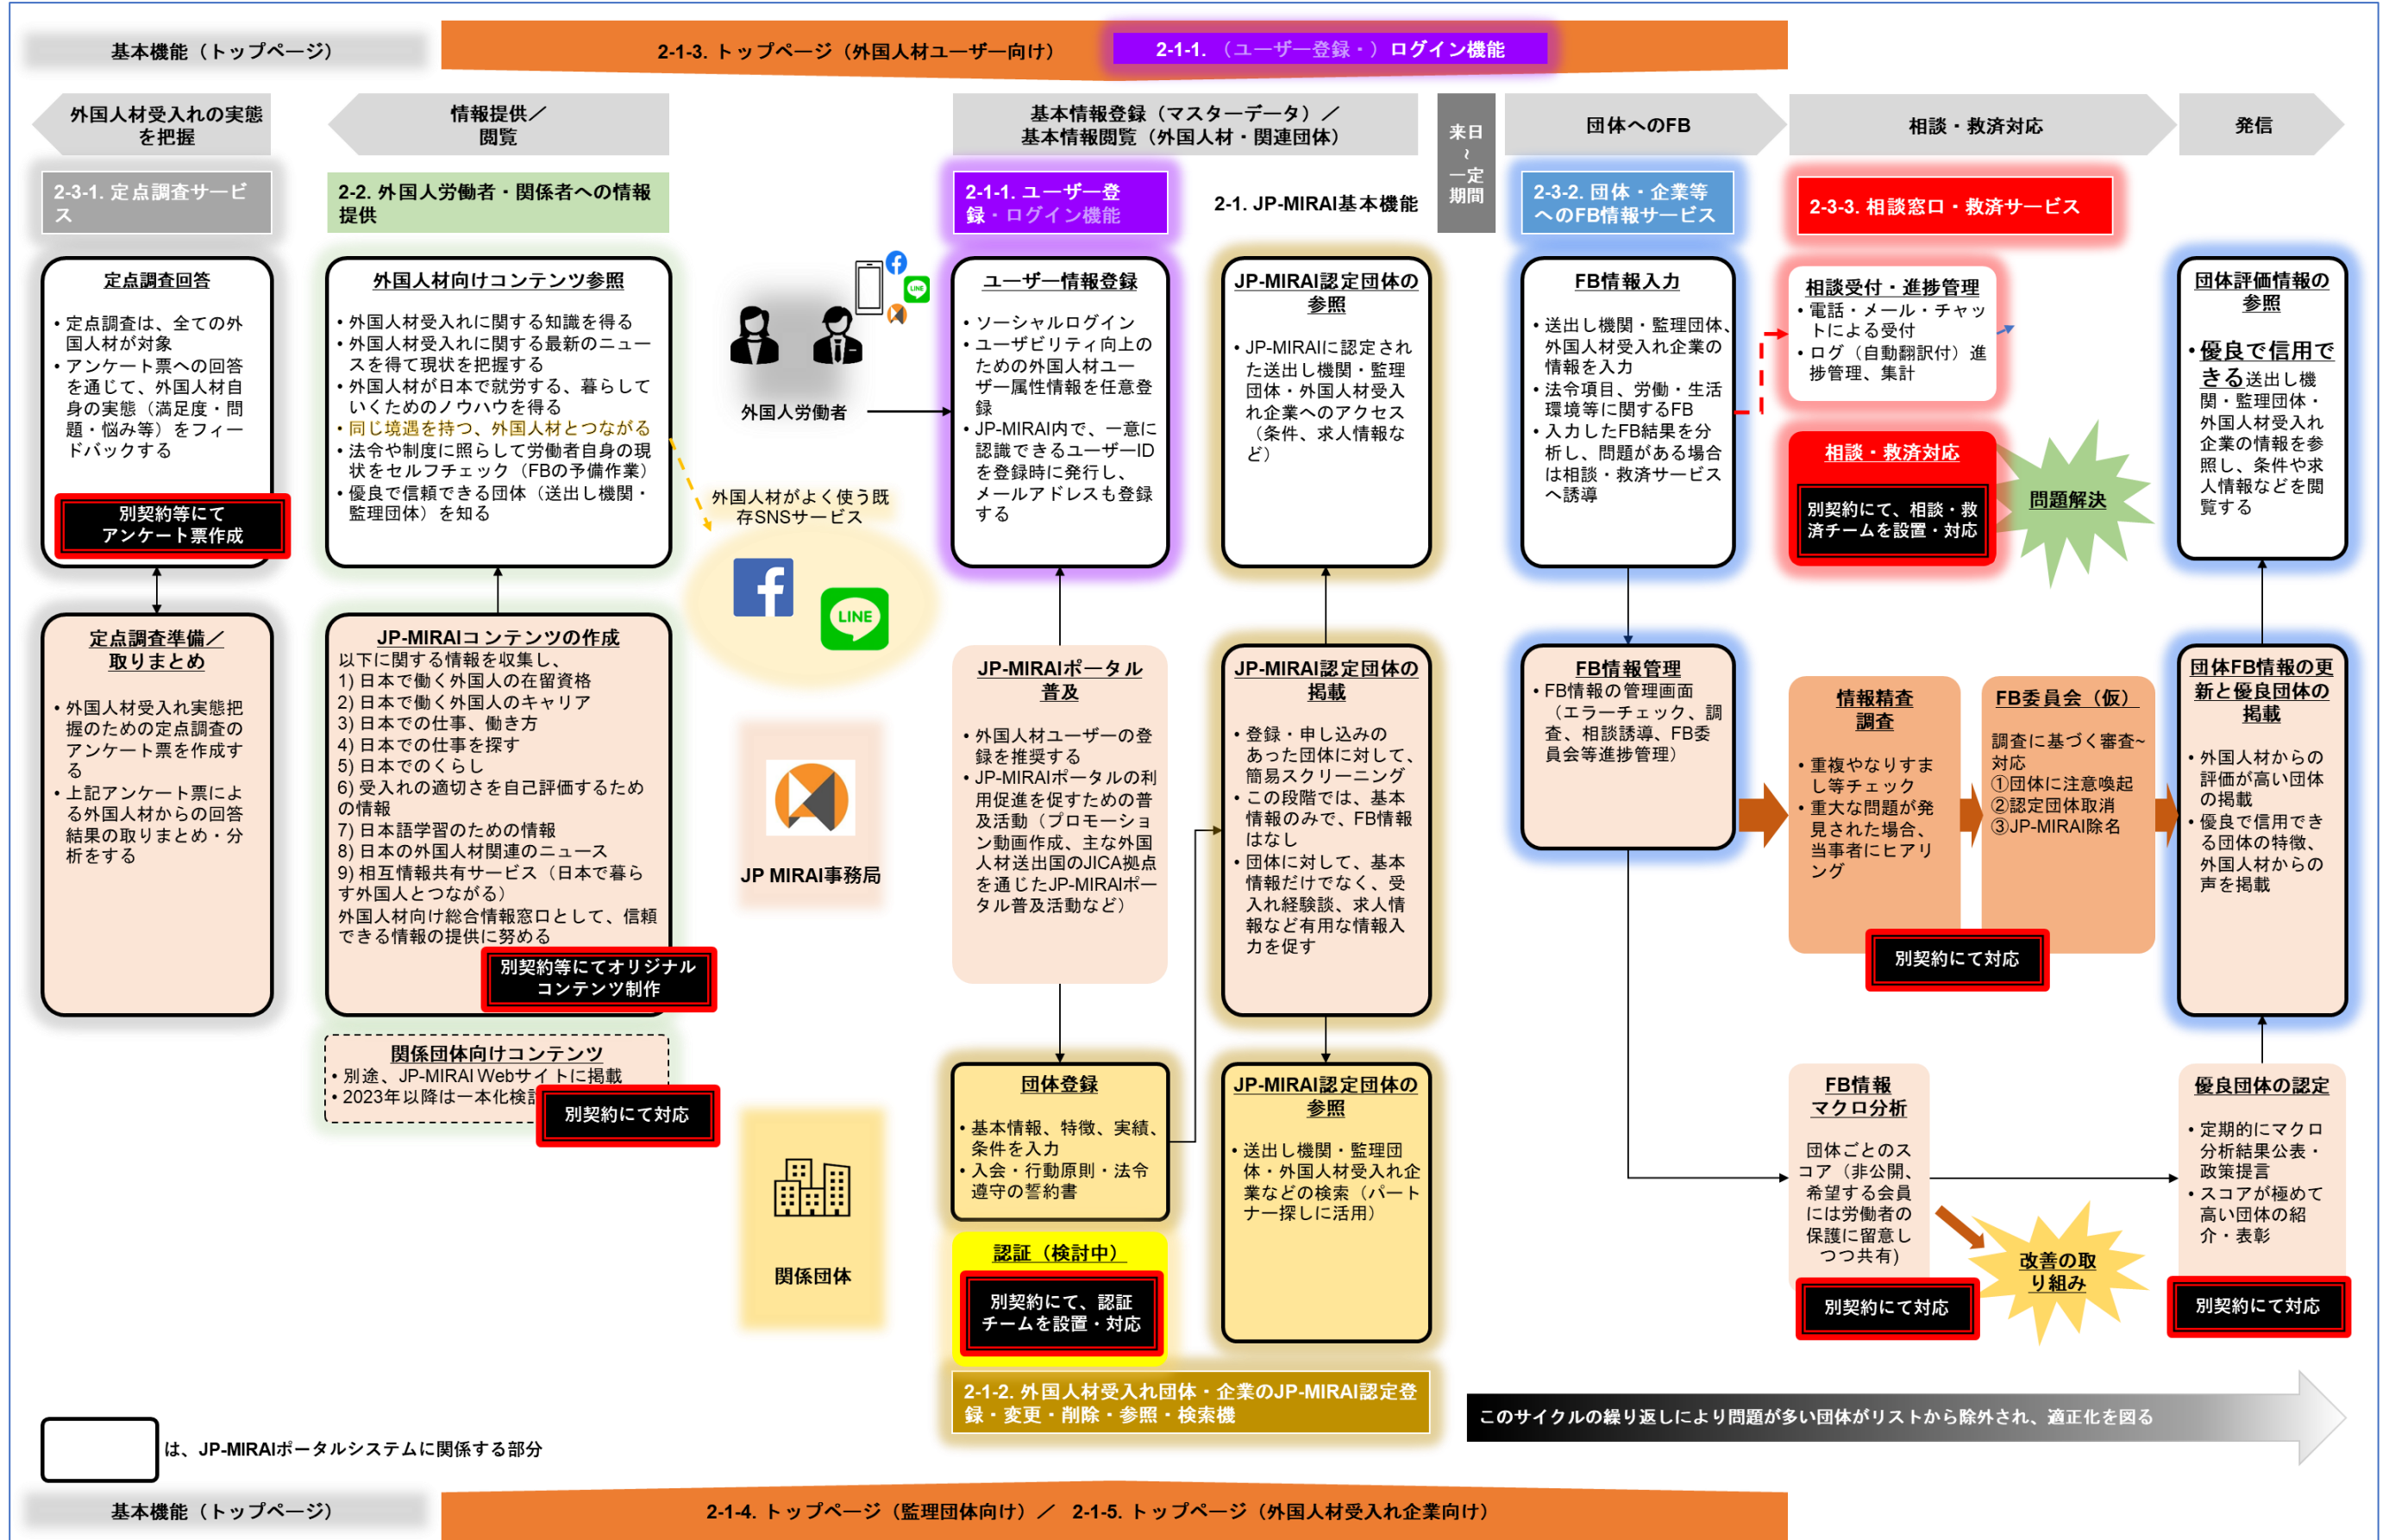 基本機能（トップページ）
2-1-3. トップページ（外国人材ユーザー向け）
2-1-1. （ユーザー登録・）ログイン機能
外国人材受入れの実態
を把握
情報提供／
閲覧
基本情報登録（マスターデータ）／
基本情報閲覧（外国人材・関連団体）
来日
～
一定
期間
団体へのFB
相談・救済対応
発信
2-3-1. 定点調査サービ
ス
2-2. 外国人労働者・関係者への情報
提供
2-1-1. ユーザー登
録・ログイン機能
2-1. JP-MIRAI基本機能
2-3-2. 団体・企業等
へのFB情報サービス
2-3-3. 相談窓口・救済サービス
定点調査回答
• 定点調査は、全ての外
国人材が対象
• アンケート票への回答
を通じて、外国人材自
身の実態（満足度・問
題・悩み等）をフィー
ドバックする
別契約等にて
アンケート票作成
外国人材向けコンテンツ参照
• 外国人材受入れに関する知識を得る
• 外国人材受入れに関する最新のニュー
スを得て現状を把握する
• 外国人材が日本で就労する、暮らして
いくためのノウハウを得る
• 同じ境遇を持つ、外国人材とつながる
• 法令や制度に照らして労働者自身の現
状をセルフチェック（FBの予備作業）
• 優良で信頼できる団体（送出し機関・
監理団体）を知る
LINE
外国人労働者
外国人材がよく使う既
存SNSサービス
LINE
ユーザー情報登録
• ソーシャルログイン
• ユーザビリティ向上の
ための外国人材ユー
ザー属性情報を任意登
録
• JP-MIRAI内で、一意に
認識できるユーザーID
を登録時に発行し、
メールアドレスも登録
する
JP-MIRAI認定団体の
参照
• JP-MIRAIに認定され
た送出し機関・監理
団体・外国人材受入
れ企業へのアクセス
（条件、求人情報な
ど）
FB情報入力
• 送出し機関・監理団体、
外国人材受入れ企業の
情報を入力
• 法令項目、労働・生活
環境等に関するFB
• 入力したFB結果を分
析し、問題がある場合
は相談・救済サービス
へ誘導
相談受付・進捗管理
• 電話・メール・チャッ
トによる受付
• ログ（自動翻訳付）進
捗管理、集計
相談・救済対応
別契約にて、相談・救
済チームを設置・対応
問題解決
団体評価情報の
参照
• 優良で信用で
きる送出し機
関・監理団体・
外国人材受入れ
企業の情報を参
照し、条件や求
人情報などを閲
覧する
定点調査準備／
取りまとめ
• 外国人材受入れ実態把
握のための定点調査の
アンケート票を作成す
る
• 上記アンケート票によ
る外国人材からの回答
結果の取りまとめ・分
析をする
JP-MIRAIコンテンツの作成
以下に関する情報を収集し、
1) 日本で働く外国人の在留資格
2) 日本で働く外国人のキャリア
3) 日本での仕事、働き方
4) 日本での仕事を探す
5) 日本でのくらし
6) 受入れの適切さを自己評価するため
の情報
7) 日本語学習のための情報
8) 日本の外国人材関連のニュース
9) 相互情報共有サービス（日本で暮ら
す外国人とつながる）
外国人材向け総合情報窓口として、信頼
できる情報の提供に努める
別契約等にてオリジナル
コンテンツ制作
関係団体向けコンテンツ
• 別途、JP-MIRAI Webサイトに掲載
• 2023年以降は一本化検討
別契約にて対応
JP MIRAI事務局
関係団体
JP-MIRAIポータル
普及
• 外国人材ユーザーの登
録を推奨する
• JP-MIRAIポータルの利
用促進を促すための普
及活動（プロモーショ
ン動画作成、主な外国
人材送出国のJICA拠点
を通じたJP-MIRAIポー
タル普及活動など）
JP-MIRAI認定団体の
掲載
• 登録・申し込みの
あった団体に対して、
簡易スクリーニング
• この段階では、基本
情報のみで、FB情報
はなし
• 団体に対して、基本
情報だけでなく、受
入れ経験談、求人情
報など有用な情報入
力を促す
FB情報管理
• FB情報の管理画面
（エラーチェック、調
査、相談誘導、FB委
員会等進捗管理）
情報精査
調査
• 重複やなりすま
し等チェック
• 重大な問題が発
見された場合、
当事者にヒアリ
ング
FB委員会（仮）
調査に基づく審査~
対応
①団体に注意喚起
②認定団体取消
③JP-MIRAI除名
別契約にて対応
団体FB情報の更
新と優良団体の
掲載
• 外国人材からの
評価が高い団体
の掲載
• 優良で信用でき
る団体の特徴、
外国人材からの
声を掲載
団体登録
• 基本情報、特徴、実績、
条件を入力
• 入会・行動原則・法令
遵守の誓約書
認証（検討中）
別契約にて、認証
チームを設置・対応
JP-MIRAI認定団体の
参照
• 送出し機関・監理団
体・外国人材受入れ企
業などの検索（パート
ナー探しに活用）
FB情報
マクロ分析
団体ごとのス
コア（非公開、
希望する会員
には労働者の
保護に留意し
つつ共有)
別契約にて対応
改善の取
り組み
優良団体の認定
• 定期的にマクロ
分析結果公表・
政策提言
• スコアが極めて
高い団体の紹
介・表彰
別契約にて対応
2-1-2. 外国人材受入れ団体・企業のJP-MIRAI認定登
録・変更・削除・参照・検索機
このサイクルの繰り返しにより問題が多い団体がリストから除外され、適正化を図る
は、JP-MIRAIポータルシステムに関係する部分
基本機能（トップページ）
2-1-4. トップページ（監理団体向け）／ 2-1-5. トップページ（外国人材受入れ企業向け）